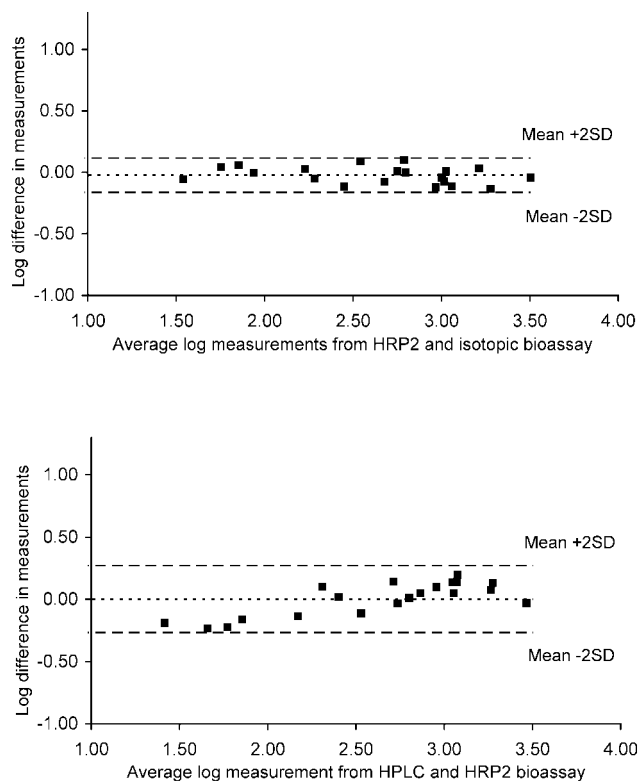 1.00
Log difference in measurements
0.50
Mean +2SD
0.00
Mean -2SD
-0.50
-1.00
1.00 1.50 2.00 2.50 3.00 3.50 4.00
Average log measurements from HRP2 and isotopic bioassay
1.00
Log difference in measurements
0.50
Mean +2SD
0.00
Mean -2SD
-0.50
-1.00
1.00 1.50 2.00 2.50 3.00 3.50 4.00
Average log measurement from HPLC and HRP2 bioassay